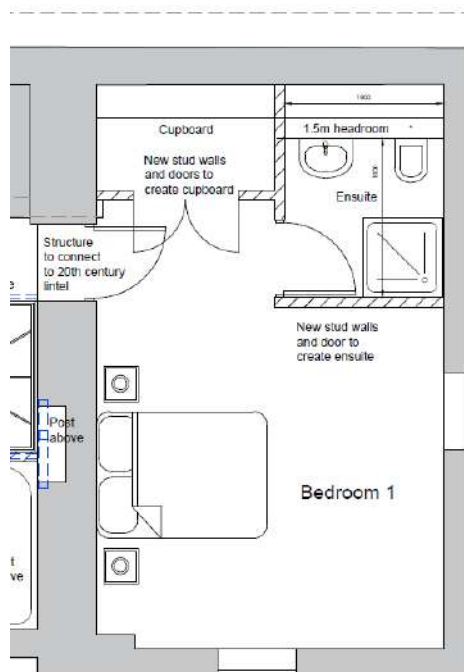 1900
Cupboard
1.5m headroom
New stud walls
and doors to
create cupboard
Ensuite
Structure
to connect
to 20th century
lintel
New stud walls
and door to
create ensuite
Post
above
Bedroom 1